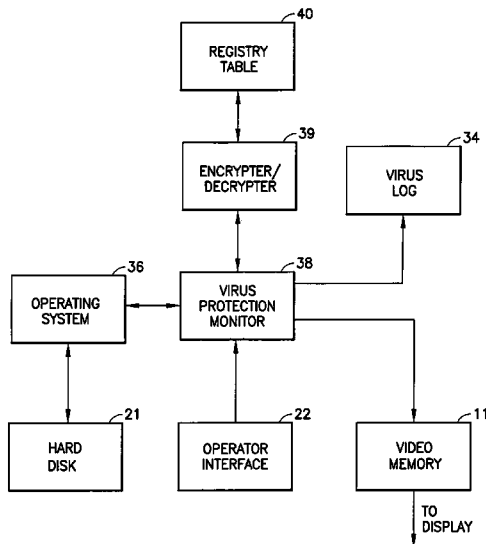 40
REGISTRY
TABLE
39
ENCRYPTER/
DECRYPTER
34
VIRUS
LOG
36
OPERATING
SYSTEM
38
VIRUS
PROTECTION
MONITOR
21
HARD
DISK
22
OPERATOR
INTERFACE
11
VIDEO
MEMORY
TO
DISPLAY